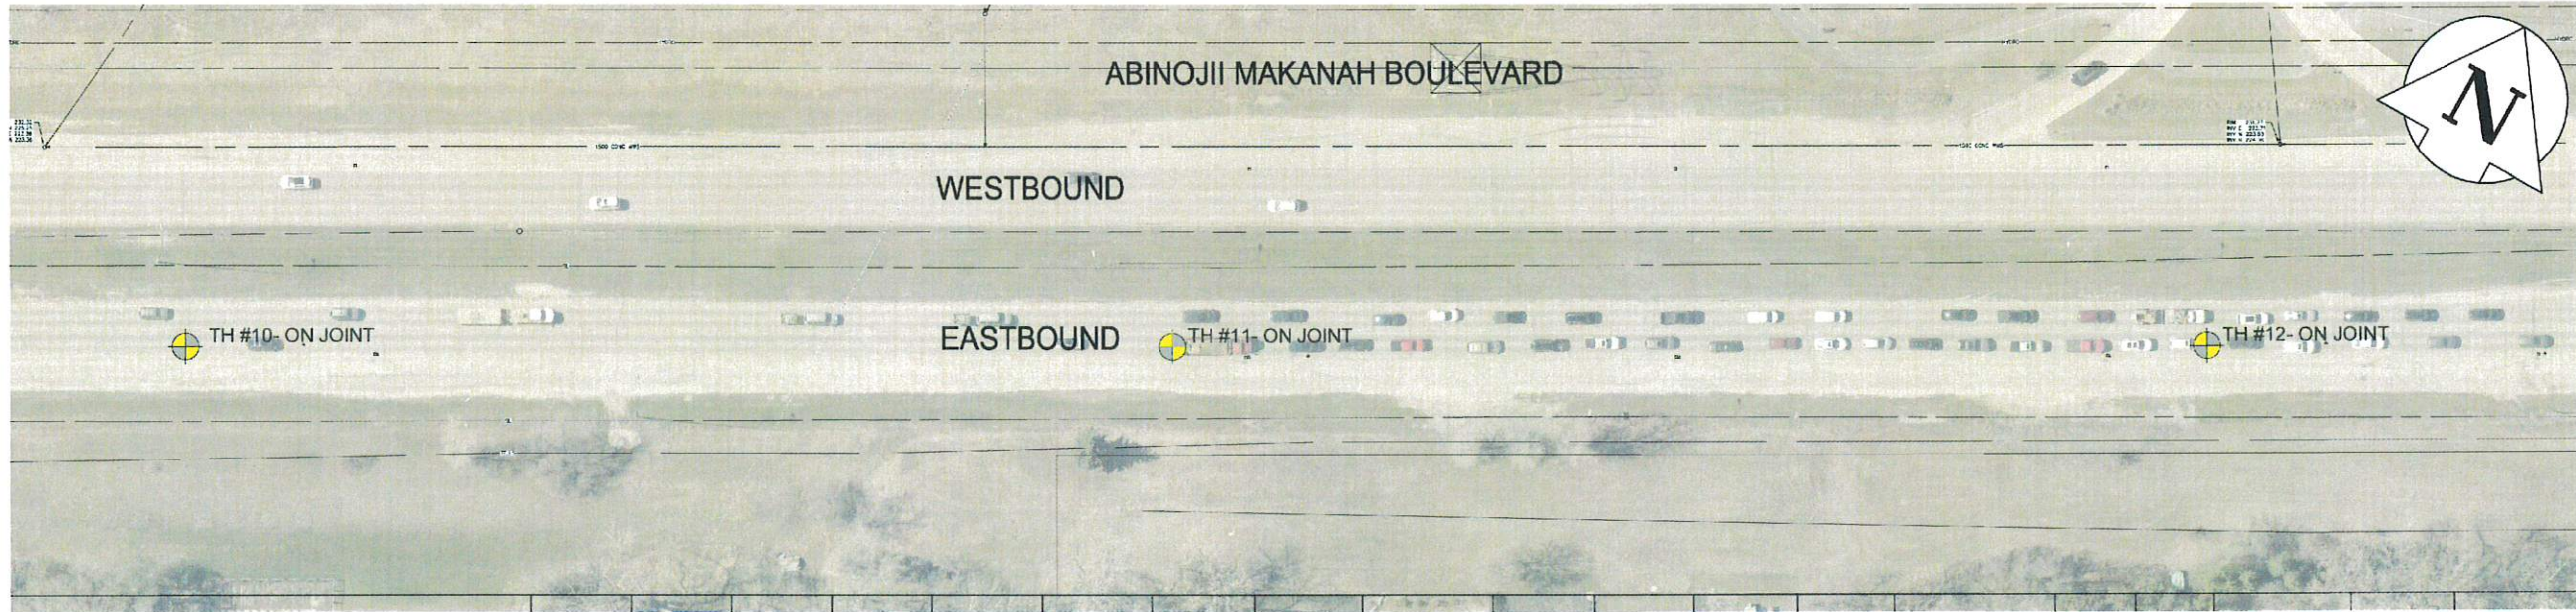 ABINOJII MAKANAH BOULEVARD
N
WESTBOUND
EASTBOUND
TH #10- ON JOINT
TH #11- ON JOINT
TH #12- ON JOINT